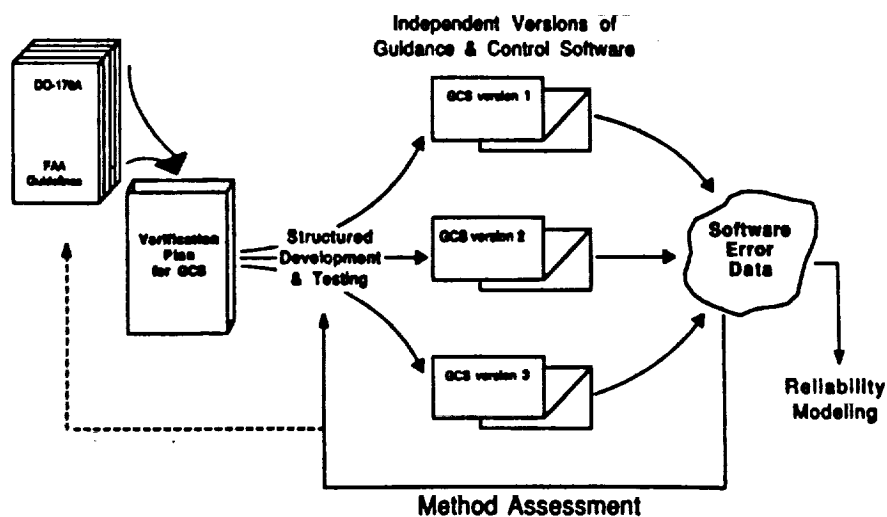 Independent Versions of
Guidance & Control Software
DO-178A
FAA
Guidelines
Verification
Plan
for GCS
Structured
Development
& Testing
GCS version 1
GCS version 2
GCS version 3
Software
Error
Data
Reliability
Modeling
Method Assessment